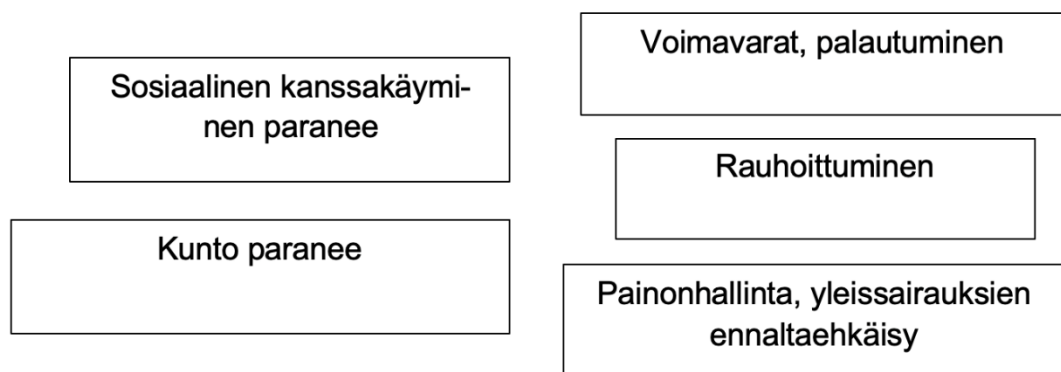 Sosiaalinen kanssakäymi-
nen paranee
Kunto paranee
Voimavarat, palautuminen
Rauhoittuminen
Painonhallinta, yleissairauksien
ennaltaehkäisy